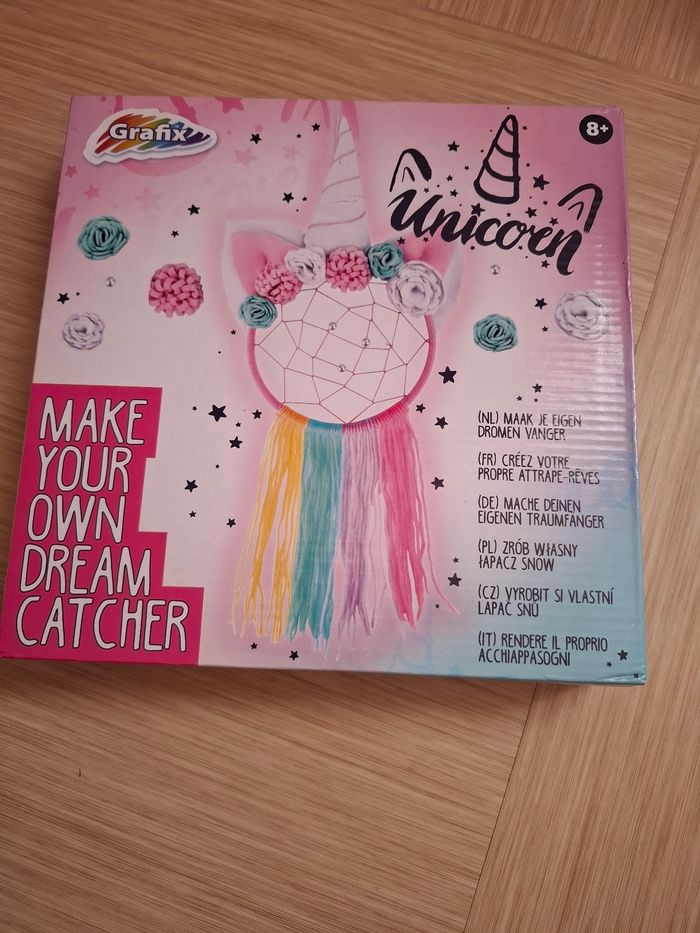 Grafix
8+
Unicorn
MAKE
YOUR
OWN
DREAM
CATCHER
(NL) MAAK JE EIGEN
DROMEN VANGER
(FR) CRÉEZ VOTRE
PROPRE ATTRAPE-RÊVES
(DE) MACHE DEINEN
EIGENEN TRAUMFÄNGER
(PL) ZRÓB WŁASNY
ŁAPACZ SNOW
(CZ) VYROBIT SI VLASTNÍ
LAPAČ SNŮ
(IT) RENDERE IL PROPRIO
ACCHIAPPASOGNI